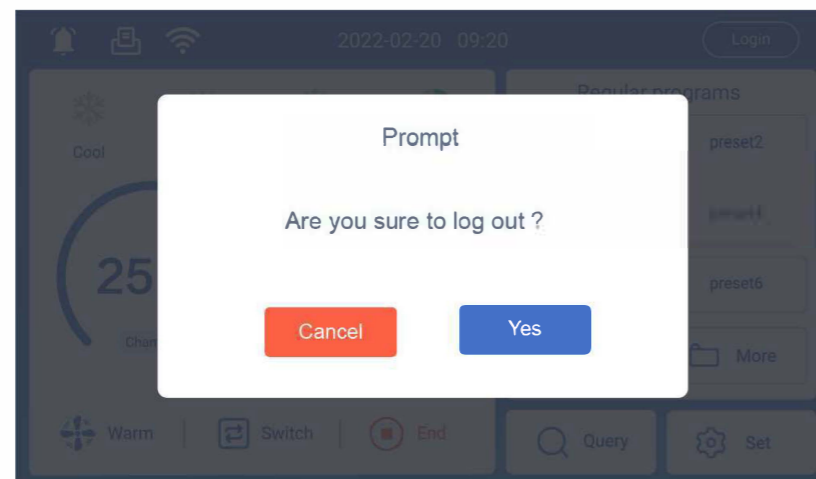 2022-02-20 09:20
Login
Regular programs
Cool
preset2
Prompt
Are you sure to log out ?
25
preset6
Cancel
Yes
More
Warm
Switch
End
Query
Set